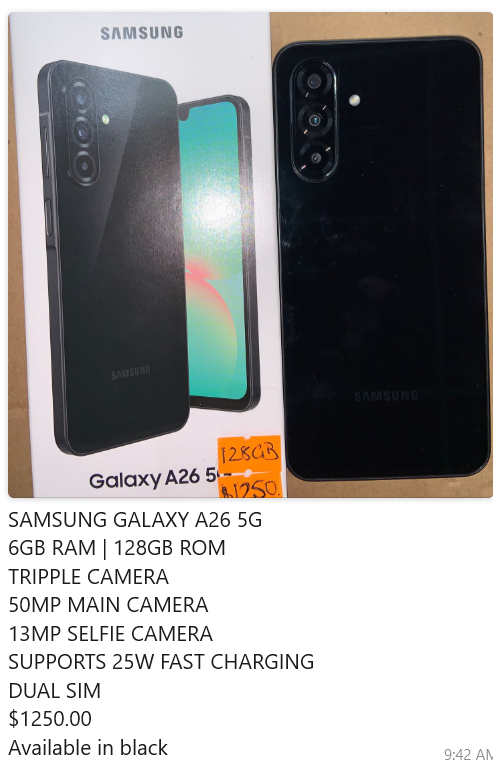 SAMSUNG
SAMSUNG
SAMSUNG
128GB
Galaxy A26 5
$1250.
SAMSUNG GALAXY A26 5G
6GB RAM | 128GB ROM
TRIPPLE CAMERA
50MP MAIN CAMERA
13MP SELFIE CAMERA
SUPPORTS 25W FAST CHARGING
DUAL SIM
$1250.00
Available in black
9:42 AM